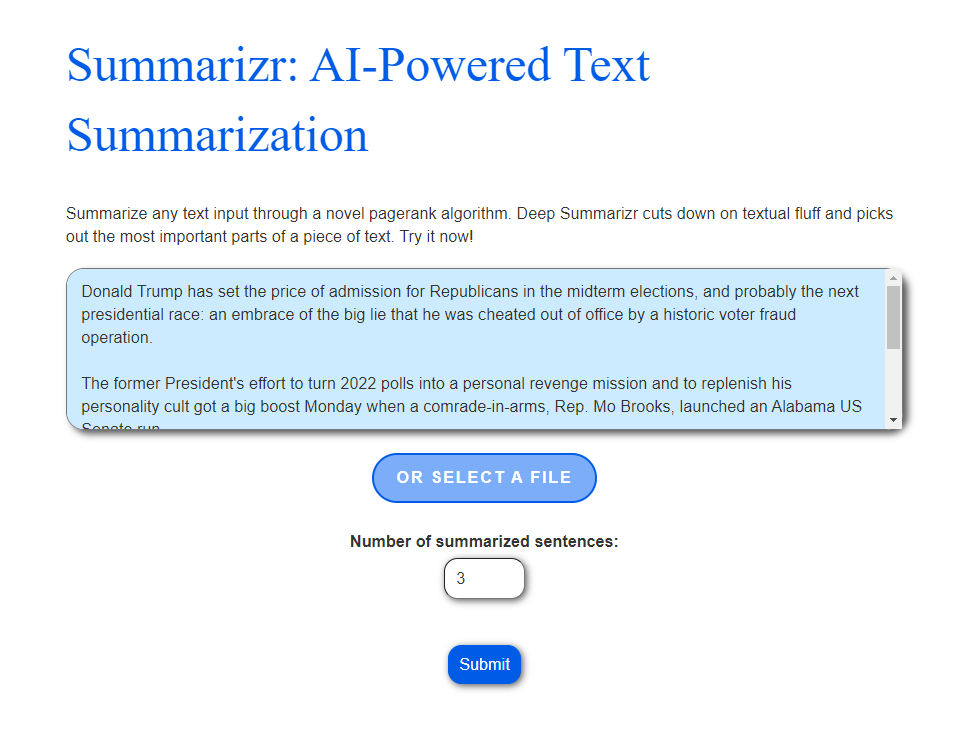 Summarizr: AI-Powered Text
Summarization
Summarize any text input through a novel pagerank algorithm. Deep Summarizr cuts down on textual fluff and picks
out the most important parts of a piece of text. Try it now!
Donald Trump has set the price of admission for Republicans in the midterm elections, and probably the next
presidential race: an embrace of the big lie that he was cheated out of office by a historic voter fraud
operation.
The former President's effort to turn 2022 polls into a personal revenge mission and to replenish his
personality cult got a big boost Monday when a comrade-in-arms, Rep. Mo Brooks, launched an Alabama US
Senate run
OR SELECT A FILE
Number of summarized sentences:
3
Submit